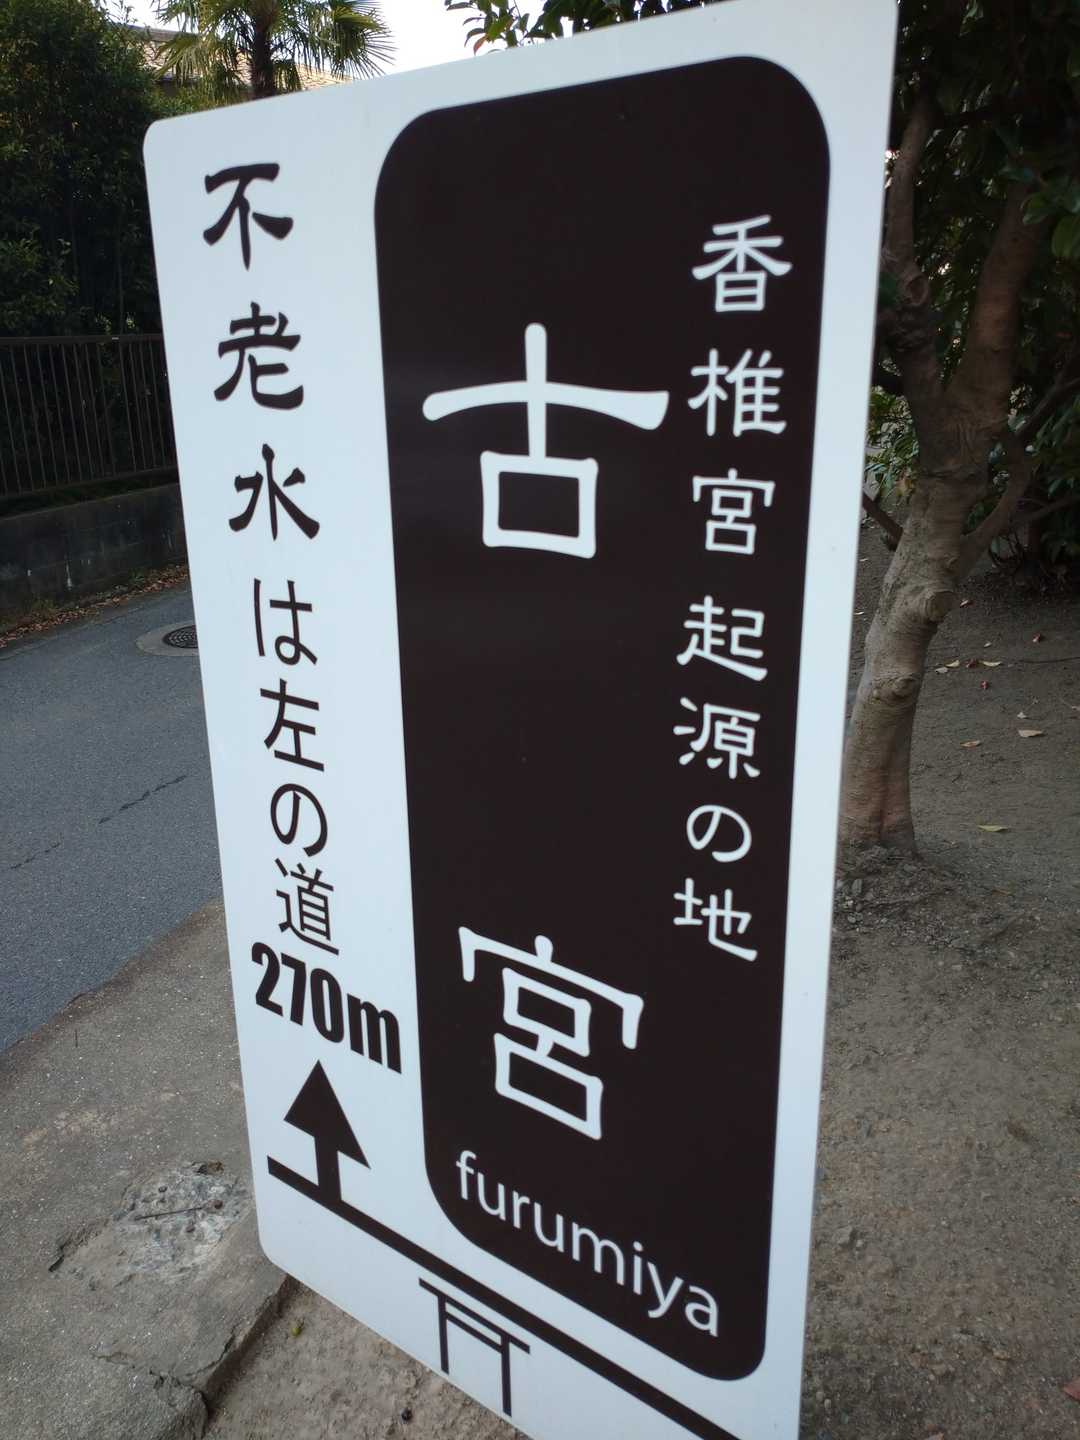 香椎宮起源の地
古宮
furumiya
不老水は左の道
270m